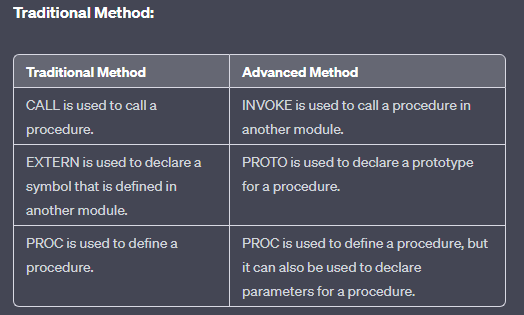 Traditional Method:
Traditional Method Advanced Method
CALL is used to call a
procedure.
INVOKE is used to call a procedure in
another module.
EXTERN is used to declare a
symbol that is defined in
another module.
PROTO is used to declare a prototype
for a procedure.
PROC is used to define a
procedure.
PROC is used to define a procedure, but
it can also be used to declare
parameters for a procedure.